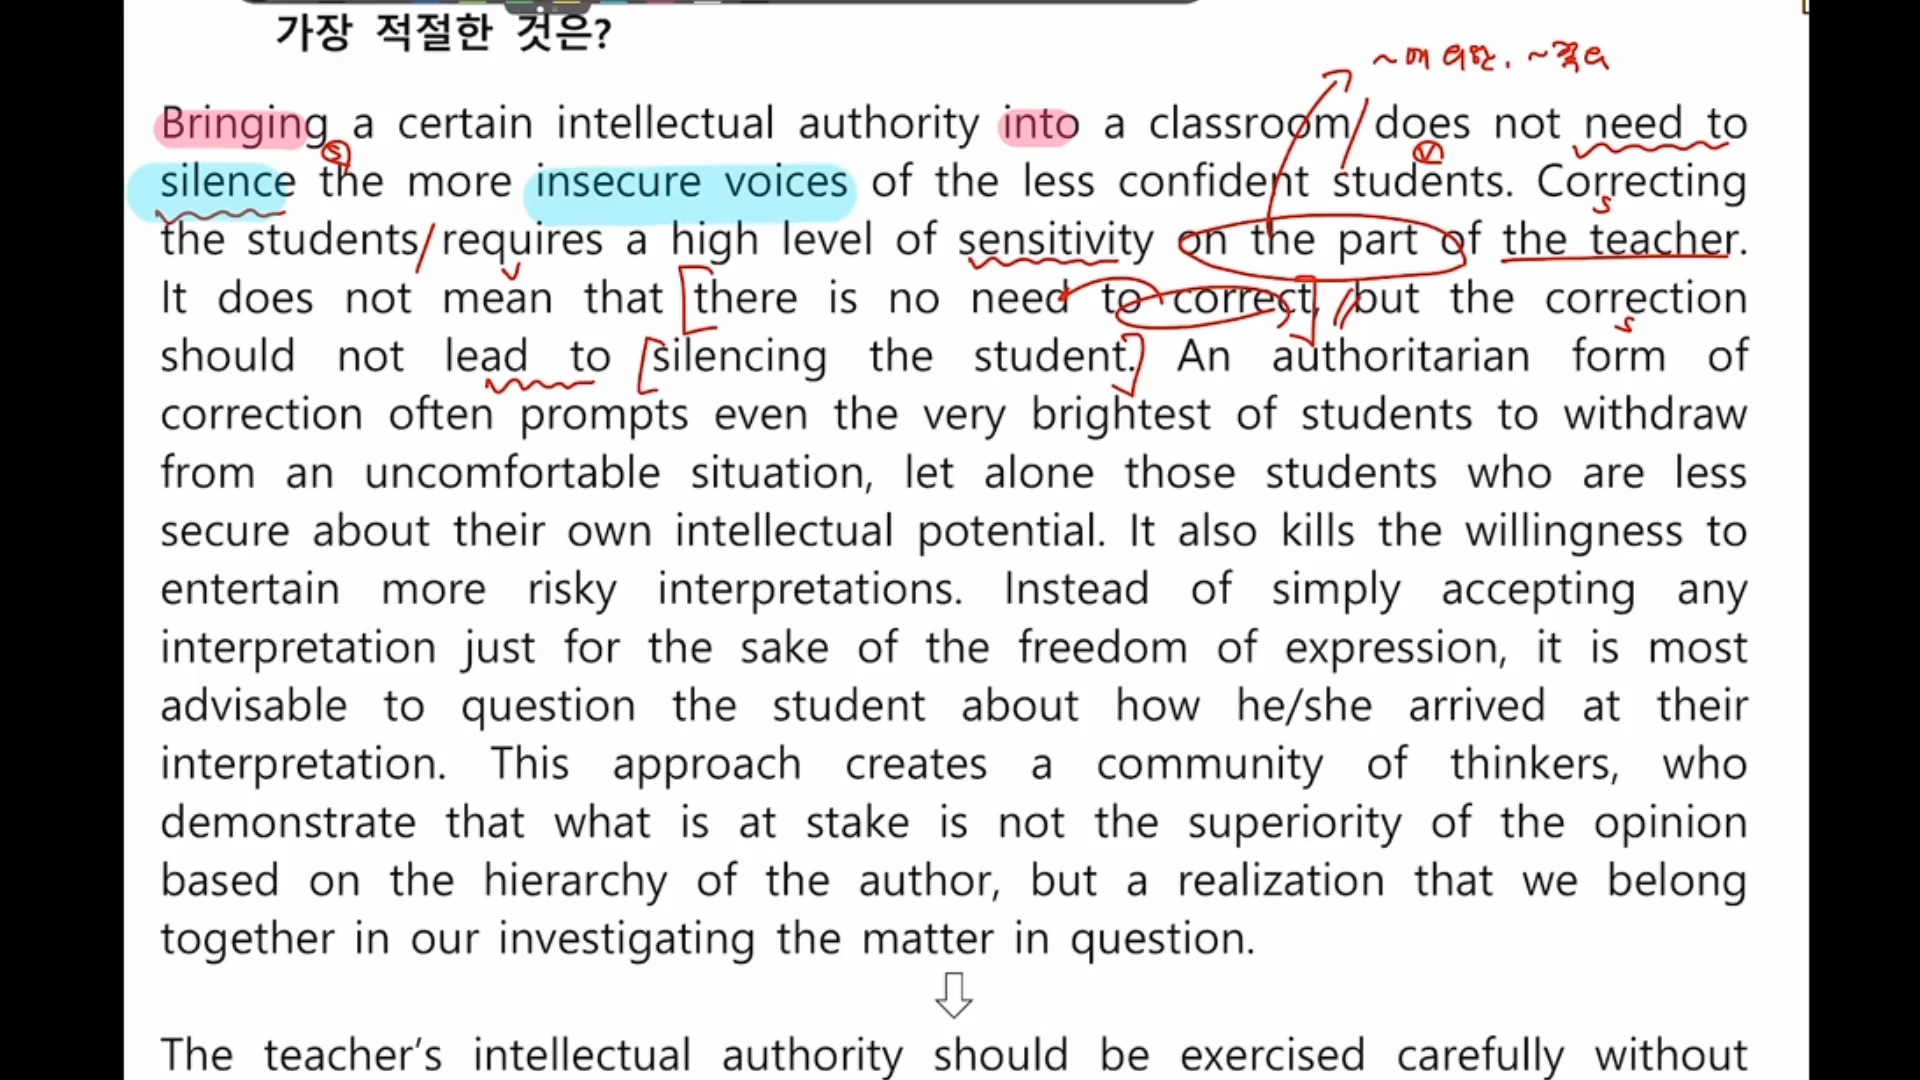 가장 적절한 것은?
~에 의한, ~쪽의
Bringing a certain intellectual authority into a classroom does not need to
silence the more insecure voices of the less confident students. Correcting
the students requires a high level of sensitivity on the part of the teacher.
It does not mean that there is no need to correct, but the correction
should not lead to silencing the student. An authoritarian form of
correction often prompts even the very brightest of students to withdraw
from an uncomfortable situation, let alone those students who are less
secure about their own intellectual potential. It also kills the willingness to
entertain more risky interpretations. Instead of simply accepting any
interpretation just for the sake of the freedom of expression, it is most
advisable to question the student about how he/she arrived at their
interpretation. This approach creates a community of thinkers, who
demonstrate that what is at stake is not the superiority of the opinion
based on the hierarchy of the author, but a realization that we belong
together in our investigating the matter in question.
The teacher's intellectual authority should be exercised carefully without